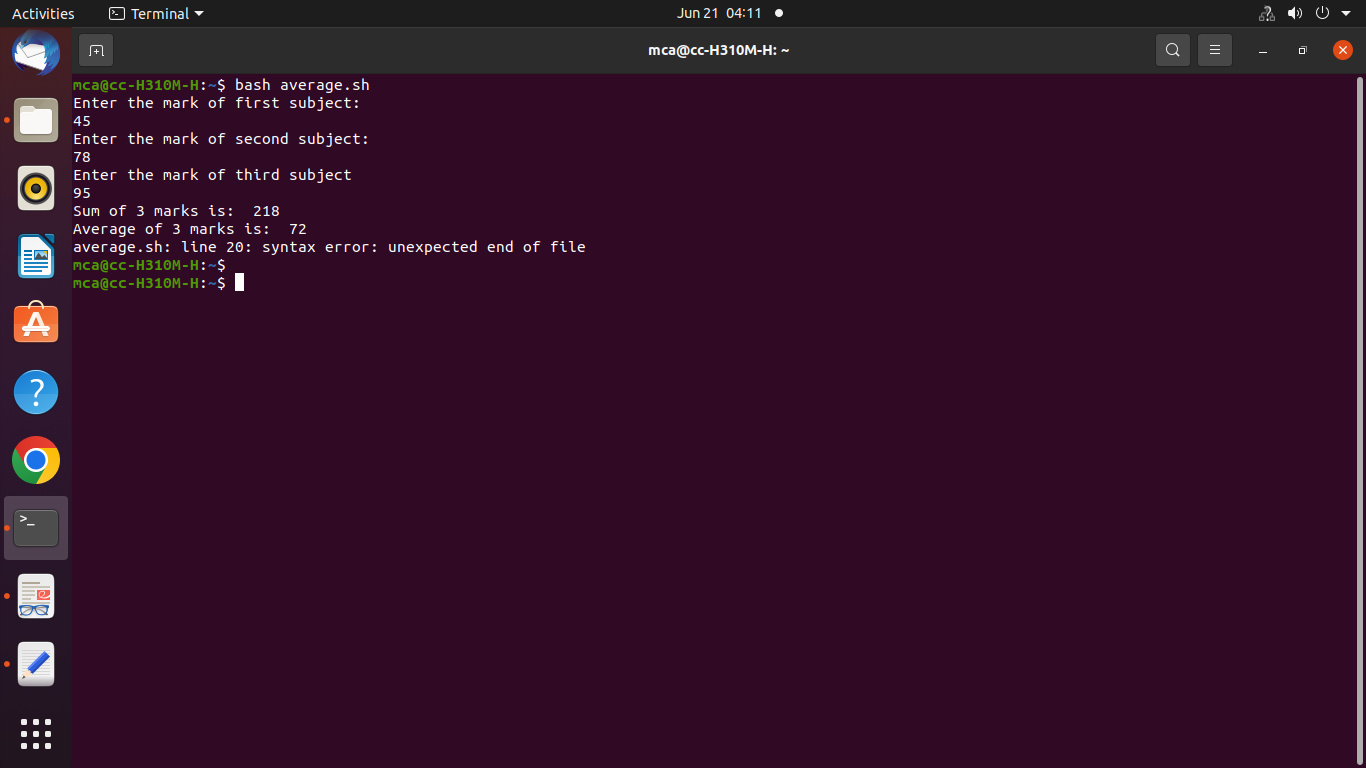 Activities Terminal Jun 21 04:11
mca@cc-H310M-H: ~
mca@cc-H310M-H:~$ bash average.sh
Enter the mark of first subject:
45
Enter the mark of second subject:
78
Enter the mark of third subject
95
Sum of 3 marks is:  218
Average of 3 marks is:  72
average.sh: line 20: syntax error: unexpected end of file
mca@cc-H310M-H:~$
mca@cc-H310M-H:~$